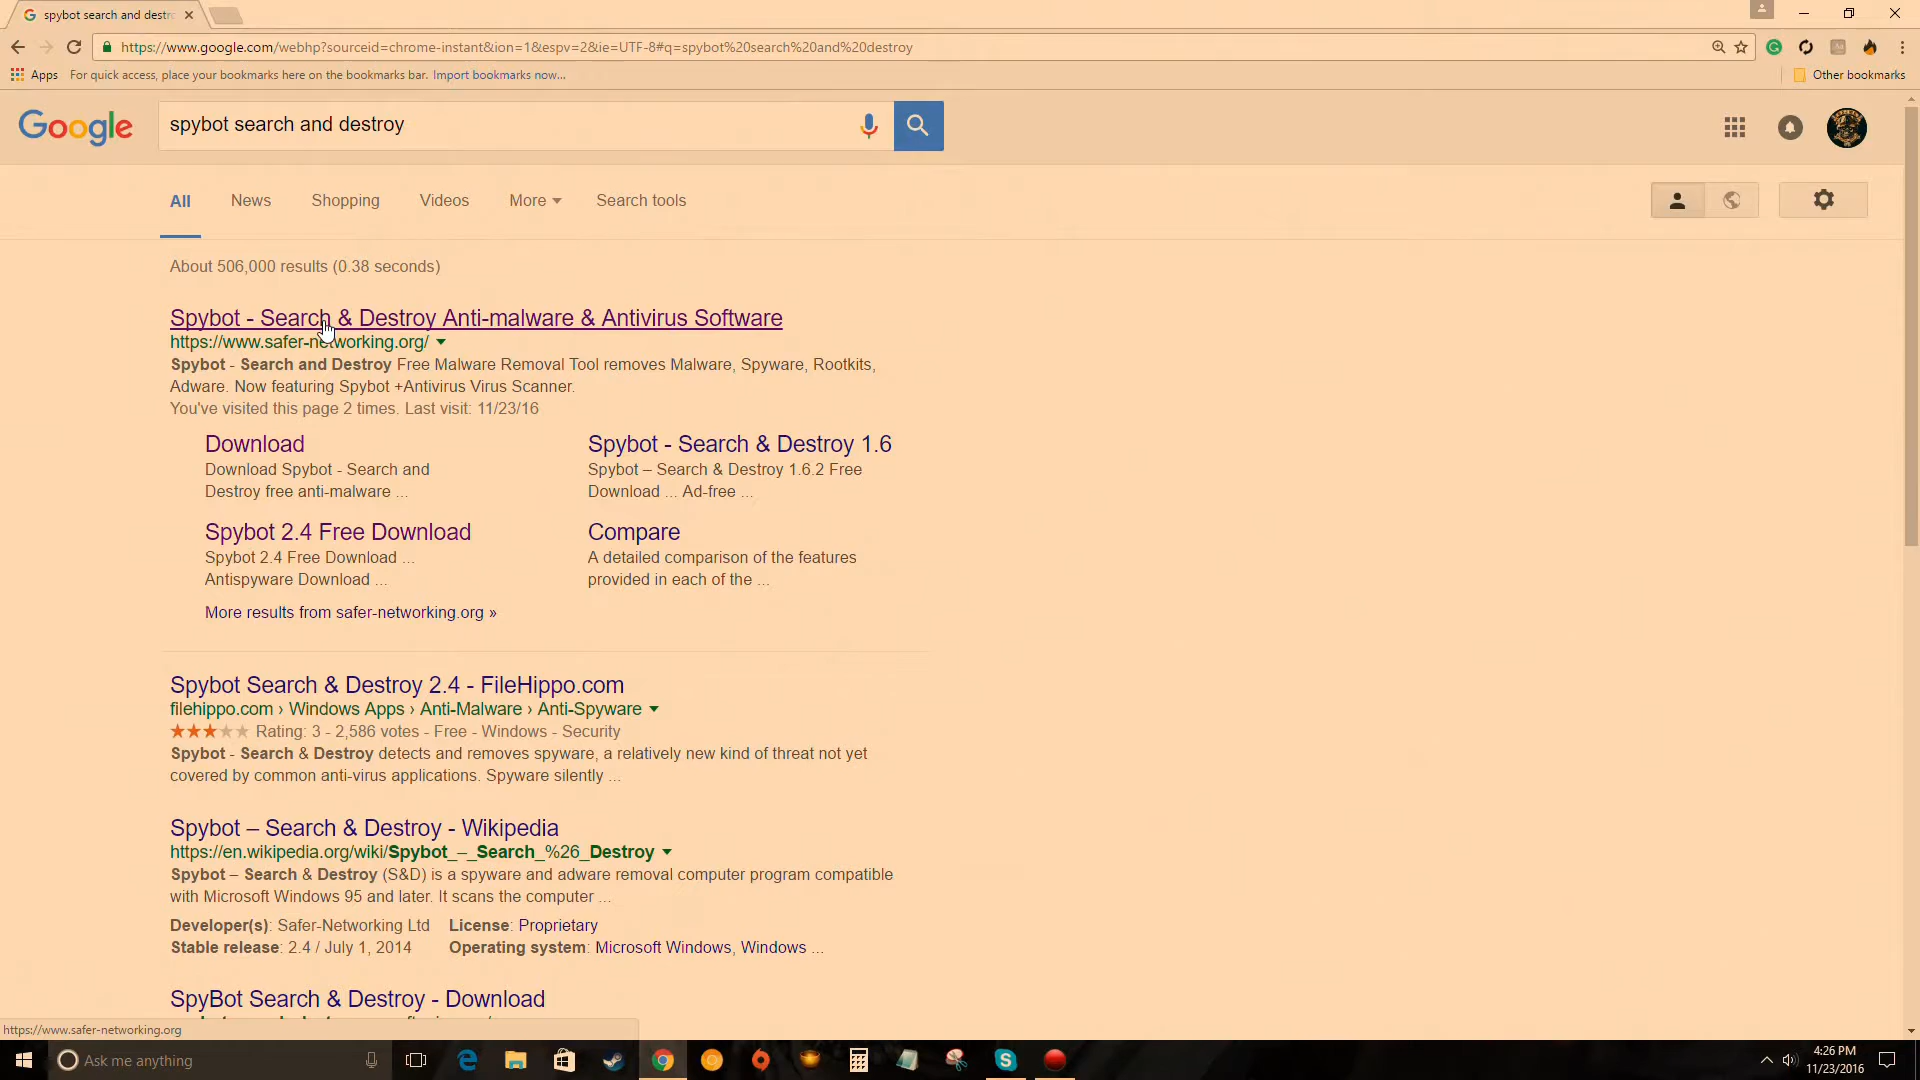 spybot search and destr
https://www.google.com/webhp?sourceid=chrome-instant&ion=1&espv=2&ie=UTF-8#q=spybot%20search%20and%20destroy
Apps For quick access, place your bookmarks here on the bookmarks bar. Import bookmarks now... Other bookmarks
Google spybot search and destroy
All News Shopping Videos More Search tools
About 506,000 results (0.38 seconds)
Spybot - Search & Destroy Anti-malware & Antivirus Software
https://www.safer-networking.org/
Spybot - Search and Destroy Free Malware Removal Tool removes Malware, Spyware, Rootkits,
Adware. Now featuring Spybot +Antivirus Virus Scanner.
You've visited this page 2 times. Last visit: 11/23/16
Download
Download Spybot - Search and
Destroy free anti-malware ...
Spybot - Search & Destroy 1.6
Spybot – Search & Destroy 1.6.2 Free
Download ... Ad-free ...
Spybot 2.4 Free Download
Spybot 2.4 Free Download ...
Antispyware Download ...
Compare
A detailed comparison of the features
provided in each of the ...
More results from safer-networking.org »
Spybot Search & Destroy 2.4 - FileHippo.com
filehippo.com › Windows Apps › Anti-Malware › Anti-Spyware
Rating: 3 - 2,586 votes - Free - Windows - Security
Spybot - Search & Destroy detects and removes spyware, a relatively new kind of threat not yet
covered by common anti-virus applications. Spyware silently ...
Spybot – Search & Destroy - Wikipedia
https://en.wikipedia.org/wiki/Spybot_–_Search_%26_Destroy
Spybot – Search & Destroy (S&D) is a spyware and adware removal computer program compatible
with Microsoft Windows 95 and later. It scans the computer ...
Developer(s): Safer-Networking Ltd License: Proprietary
Stable release: 2.4 / July 1, 2014 Operating system: Microsoft Windows, Windows ...
SpyBot Search & Destroy - Download
https://www.safer-networking.org
Ask me anything
4:26 PM
11/23/2016